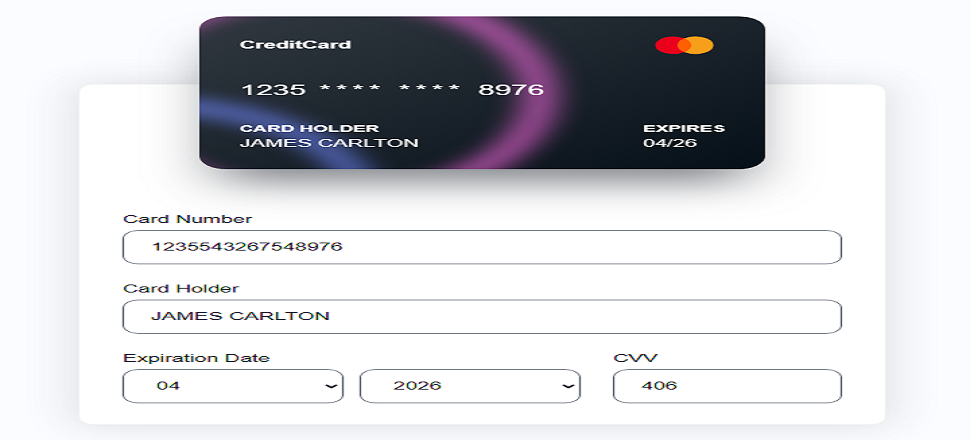 CreditCard
1235 **** **** 8976
CARD HOLDER EXPIRES
JAMES CARLTON 04/26
Card Number
1235543267548976
Card Holder
JAMES CARLTON
Expiration Date CVV
04 2026 406